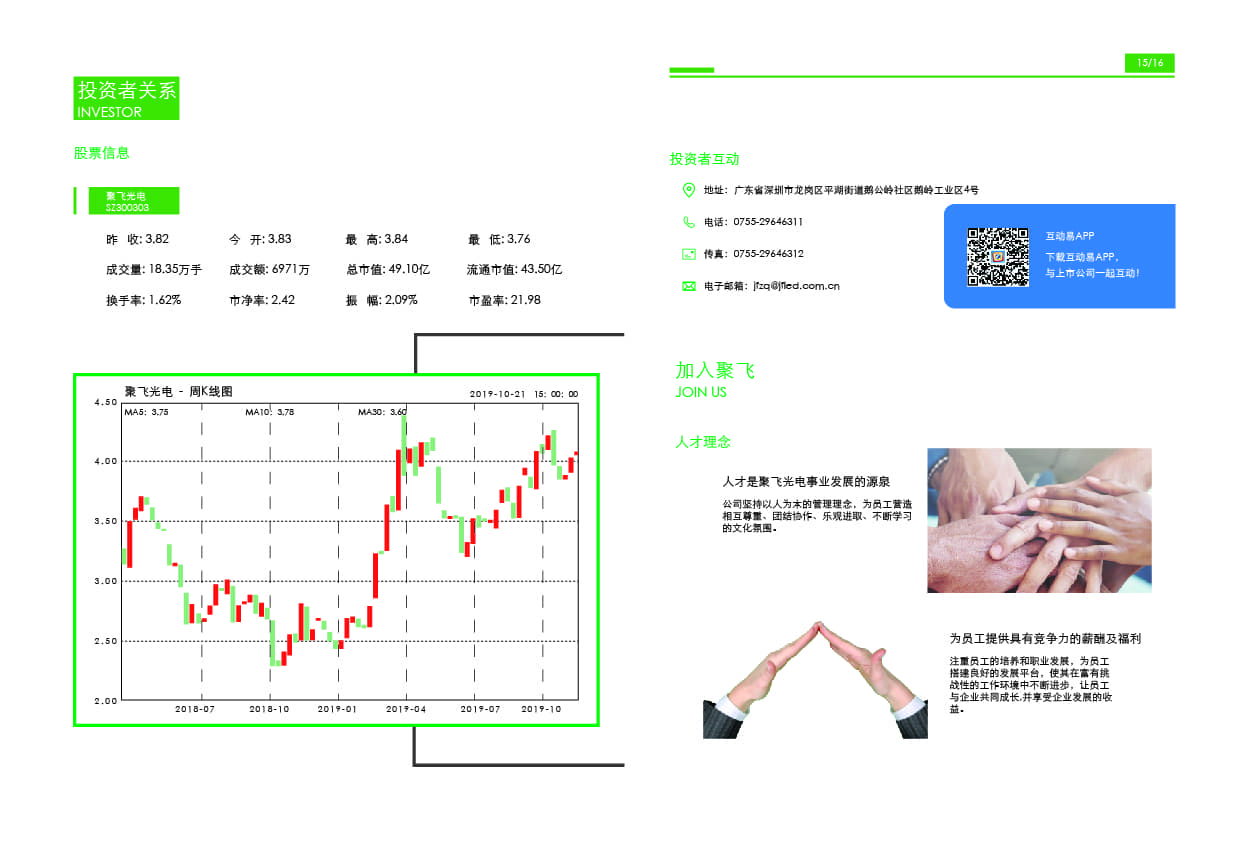 投资者关系
INVESTOR
股票信息
聚飞光电
SZ300303
昨 收: 3.82 今 开: 3.83 最 高: 3.84 最 低: 3.76
成交量: 18.35万手 成交额: 6971万 总市值: 49.10亿 流通市值: 43.50亿
换手率: 1.62% 市净率: 2.42 振 幅: 2.09% 市盈率: 21.98
聚飞光电 - 周K线图
2019-10-21 15: 00: 00
MA5: 3.75 MA10: 3.78 MA30: 3.60
4.50
4.00
3.50
3.00
2.50
2.00
2018-07 2018-10 2019-01 2019-04 2019-07 2019-10
15/16
投资者互动
地址: 广东省深圳市龙岗区平湖街道鹅公岭社区鹅岭工业区4号
电话: 0755-29646311
传真: 0755-29646312
电子邮箱: jfzq@jfled.com.cn
互动易APP
下载互动易APP,
与上市公司一起互动!
加入聚飞
JOIN US
人才理念
人才是聚飞光电事业发展的源泉
公司坚持以人为本的管理理念, 为员工营造
相互尊重、团结协作、乐观进取、不断学习
的文化氛围。
为员工提供具有竞争力的薪酬及福利
注重员工的培养和职业发展, 为员工
搭建良好的发展平台, 使其在富有挑
战性的工作环境中不断进步, 让员工
与企业共同成长,并享受企业发展的收
益。